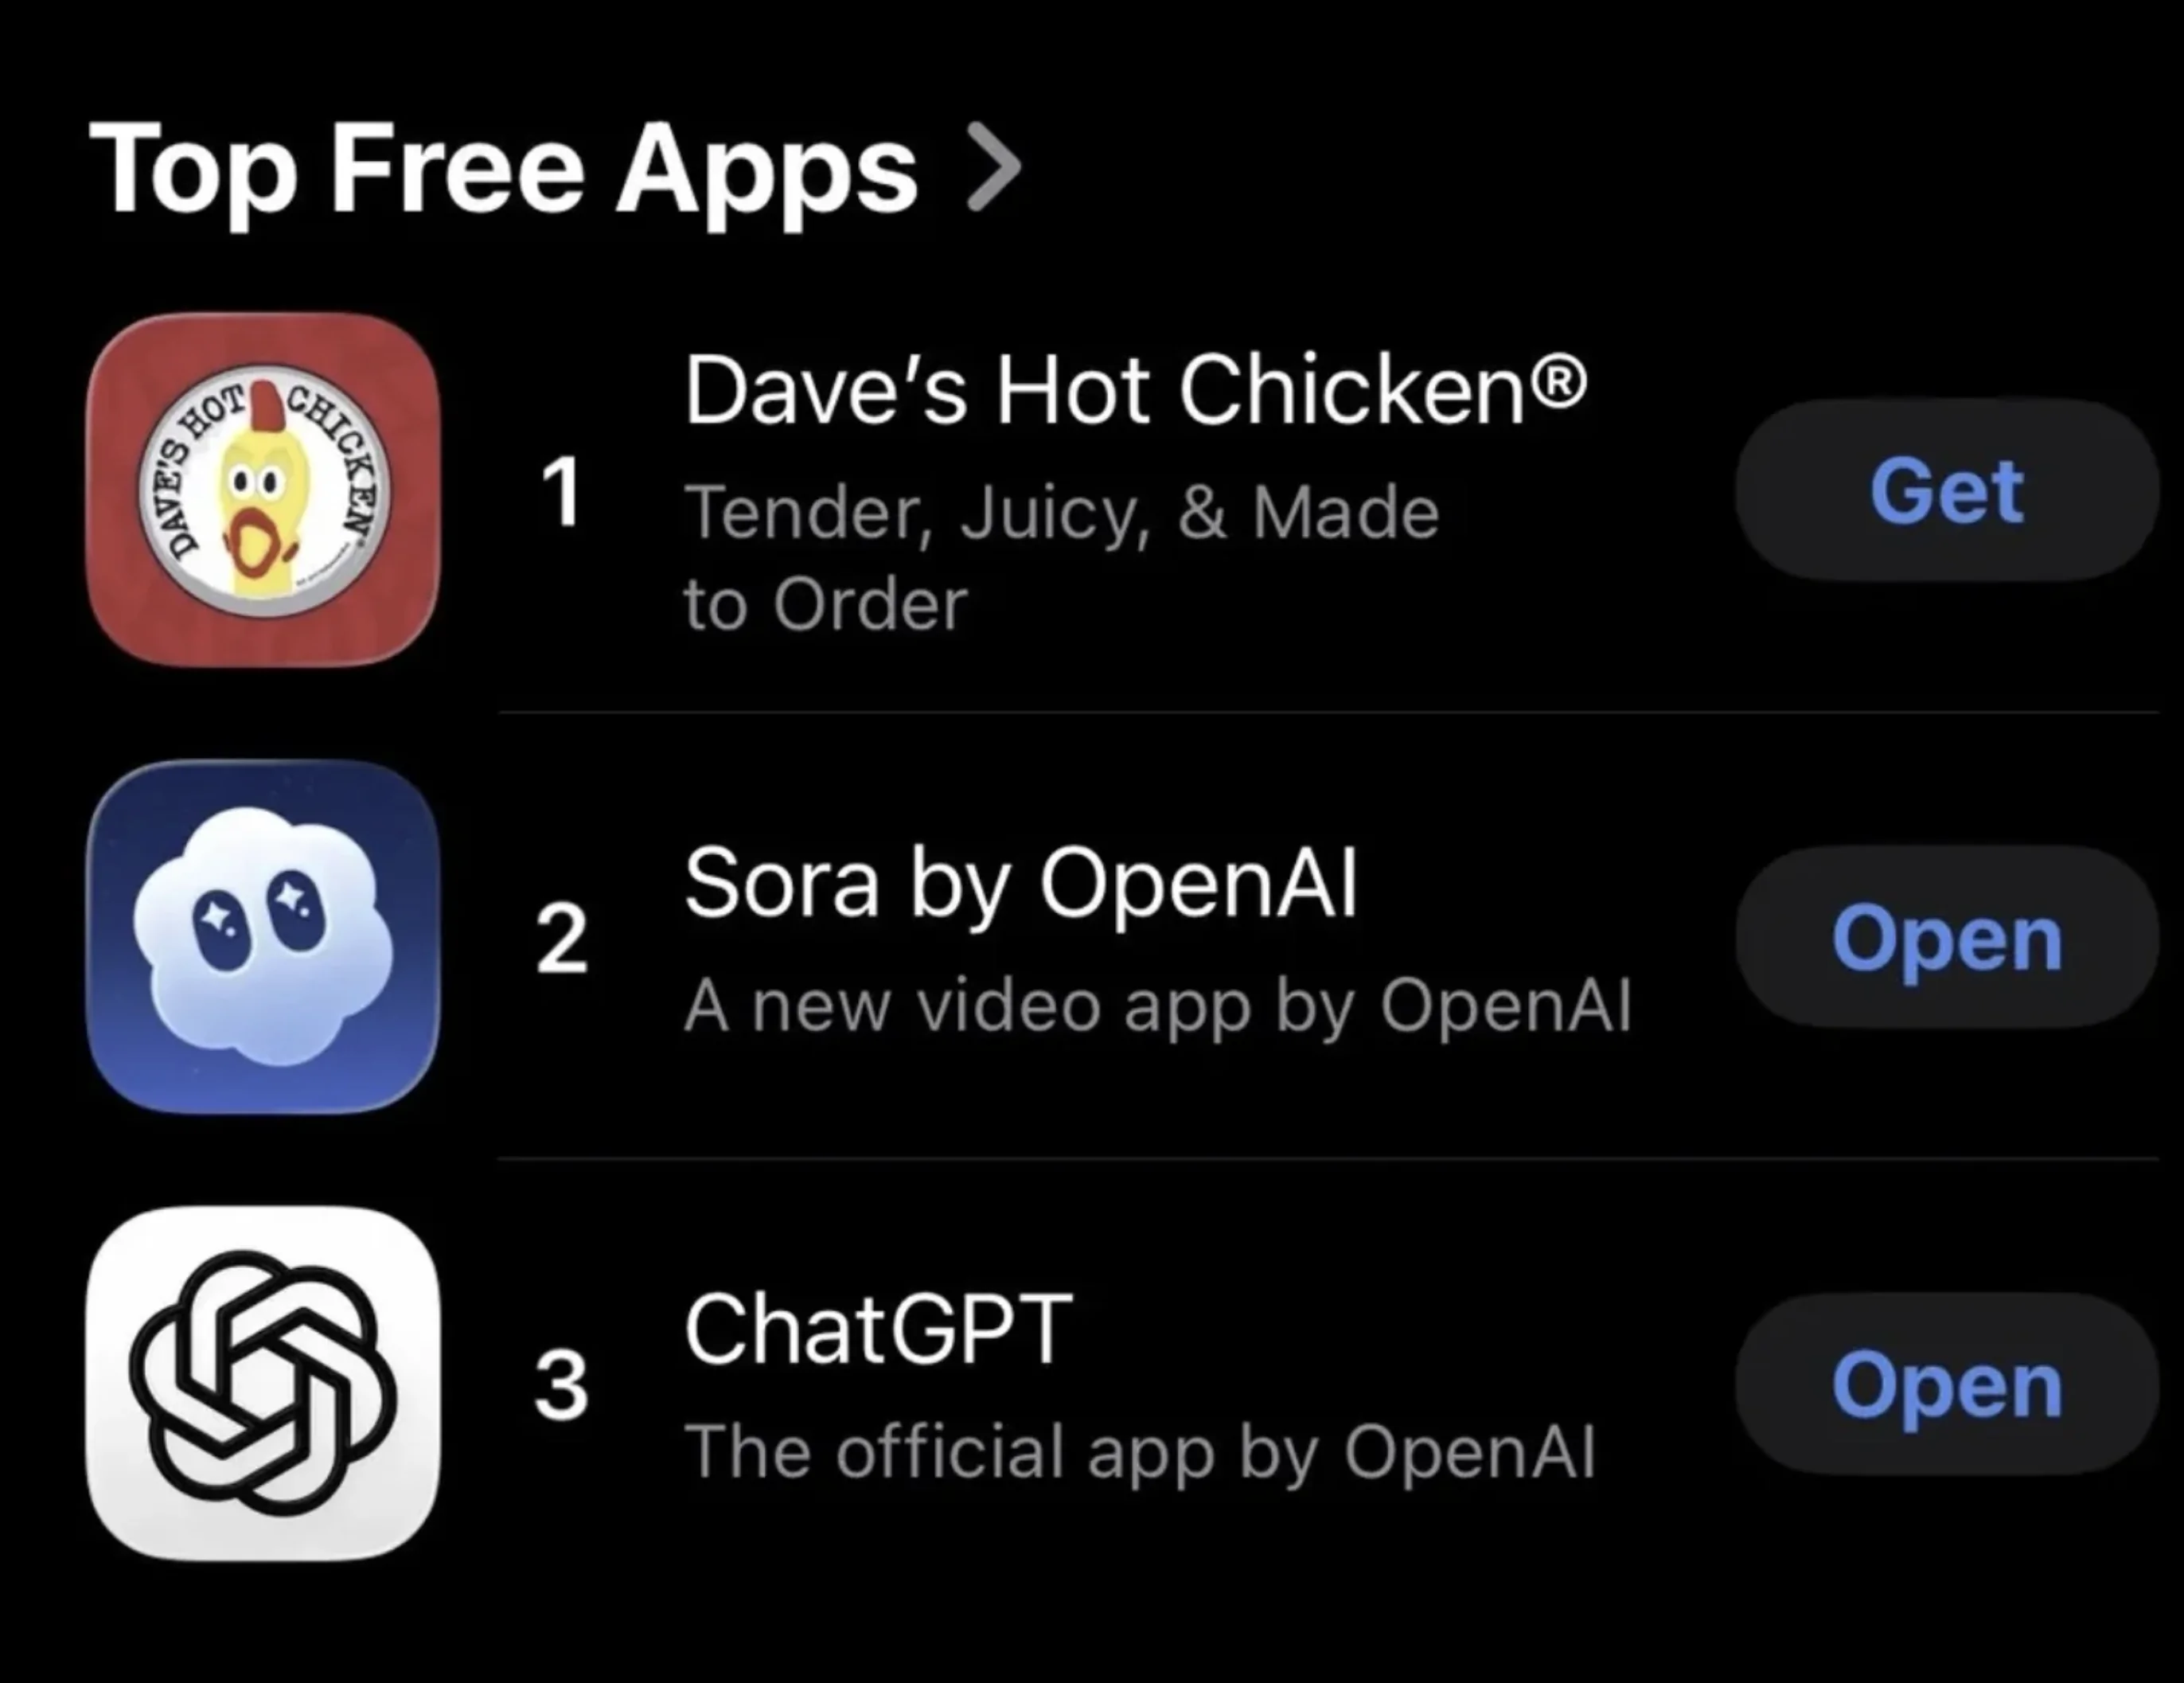 Top Free Apps >
DAVE'S HOT CHICKEN
1
Dave's Hot Chicken®
Tender, Juicy, & Made
to Order
Get
2
Sora by OpenAI
A new video app by OpenAI
Open
3
ChatGPT
The official app by OpenAI
Open